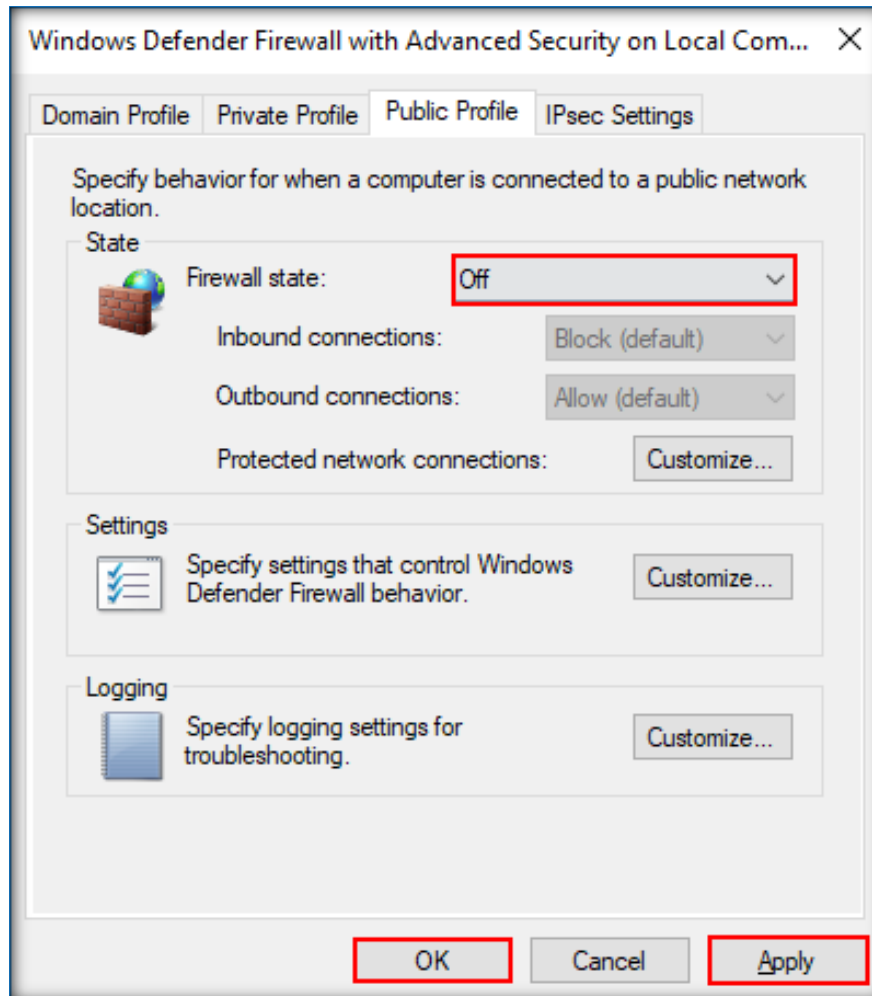 Windows Defender Firewall with Advanced Security on Local Com...
Domain Profile Private Profile Public Profile IPsec Settings
Specify behavior for when a computer is connected to a public network
location.
State
Firewall state: Off
Inbound connections: Block (default)
Outbound connections: Allow (default)
Protected network connections: Customize...
Settings
Specify settings that control Windows
Defender Firewall behavior.
Customize...
Logging
Specify logging settings for
troubleshooting.
Customize...
OK Cancel Apply